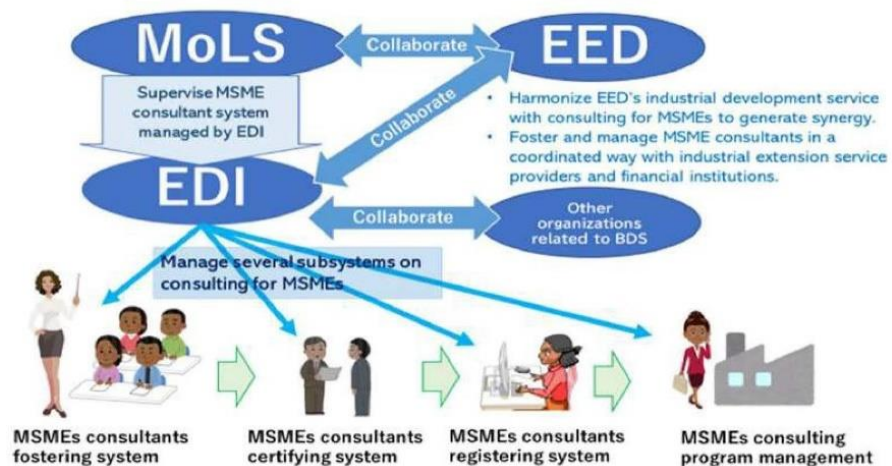 MoLS
Collaborate
EED
Supervise MSME
consultant system
managed by EDI
Collaborate
• Harmonize EED's industrial development service
with consulting for MSMEs to generate synergy.
• Foster and manage MSME consultants in a
coordinated way with industrial extension service
providers and financial institutions.
EDI
Collaborate
Other
organizations
related to BDS
Manage several subsystems on
consulting for MSMEs
MSMEs consultants
fostering system
MSMEs consultants
certifying system
MSMEs consultants
registering system
MSMEs consulting
program management